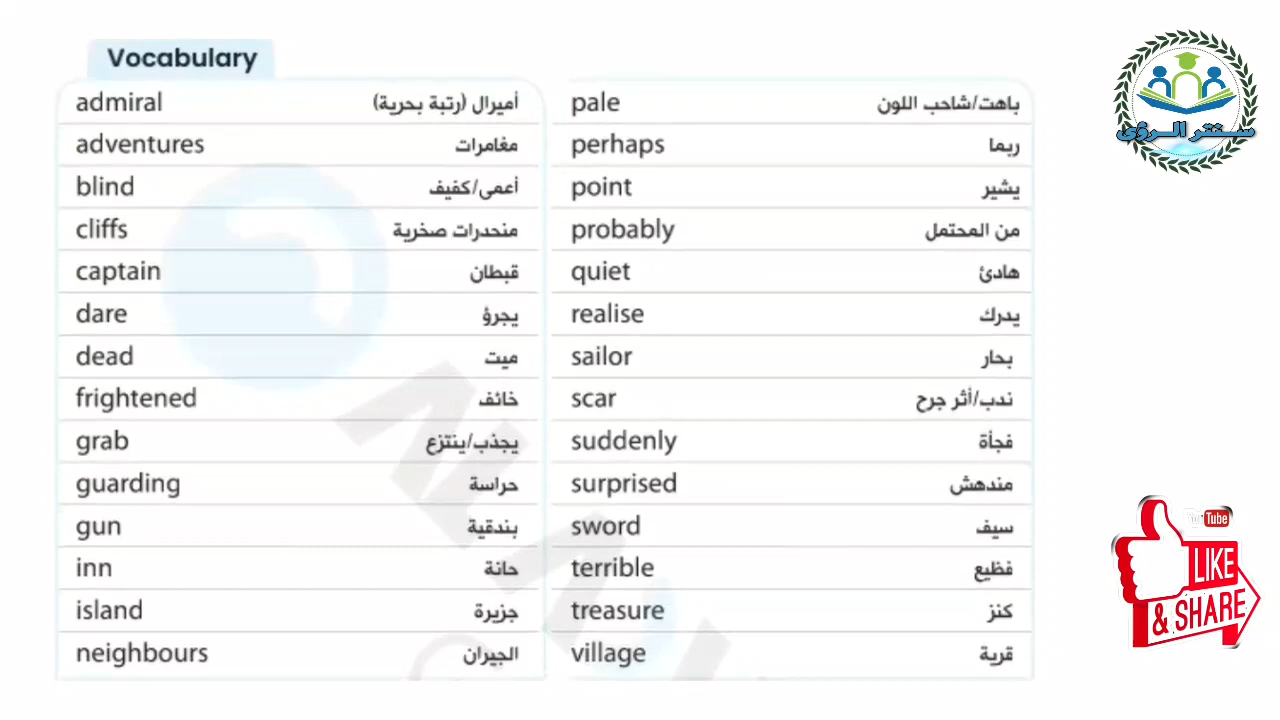 Vocabulary
admiral أميرال (رتبة بحرية)
adventures مغامرات
blind أعمى/كفيف
cliffs منحدرات صخرية
captain قبطان
dare يجرؤ
dead ميت
frightened خائف
grab يجذب/ينتزع
guarding حراسة
gun بندقية
inn حانة
island جزيرة
neighbours الجيران
pale باهت/شاحب اللون
perhaps ربما
point يشير
probably من المحتمل
quiet هادئ
realise يدرك
sailor بحار
scar ندب/أثر جرح
suddenly فجأة
surprised مندهش
sword سيف
terrible فظيع
treasure كنز
village قرية
سنتر الرؤى
YouTube
LIKE
& SHARE